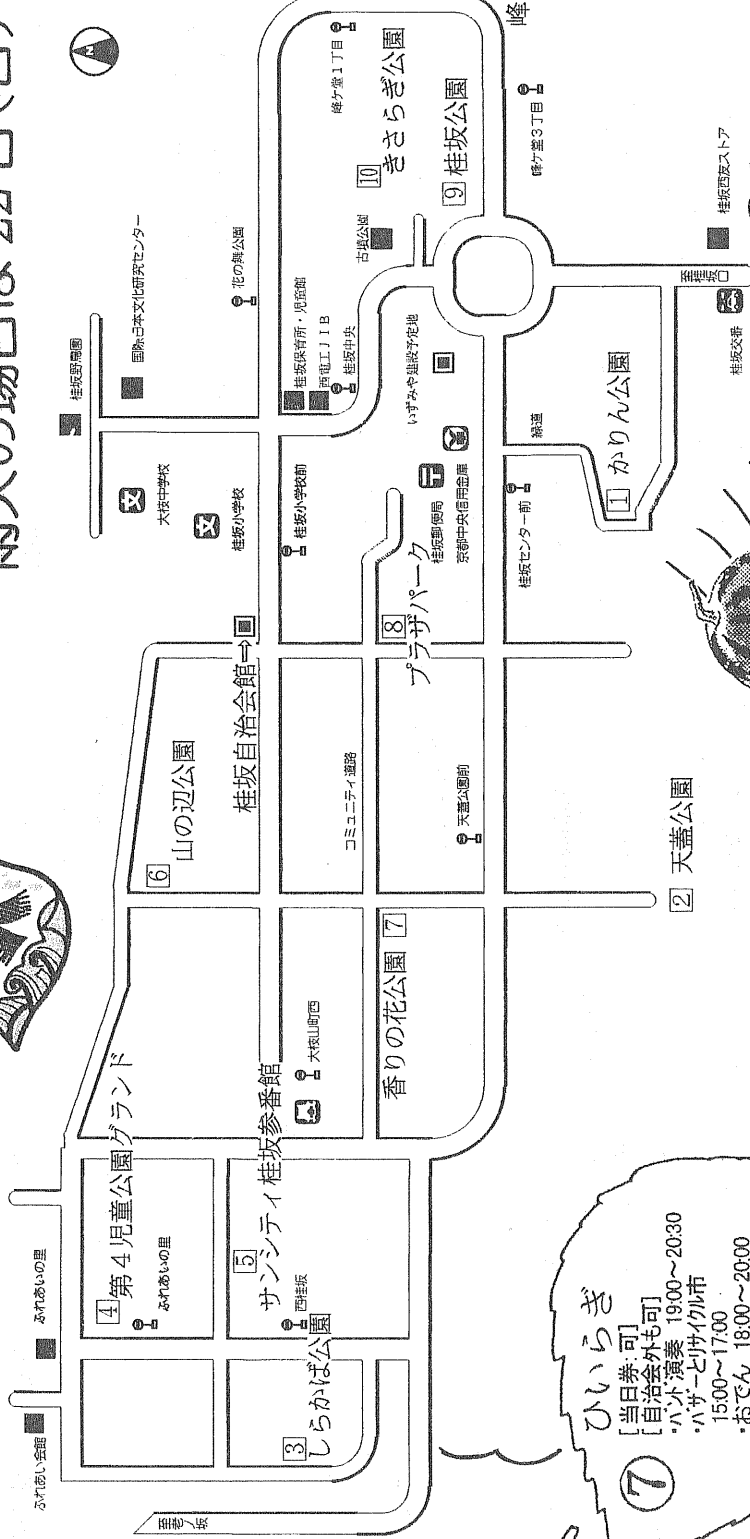 ふれあい会館
ふれあいの里
4 第4児童公園グランド
ふれあいの里
5 サンシティ桂坂参番館
西桂坂
3 しらかば公園
大枝山町西
6 山の辺公園
桂坂自治会館⇒
コミュニティ道路
香りの花公園 7
天蓋公園前
2 天蓋公園
桂坂野鳥園
国際日本文化研究センター
大枝中学校
桂坂小学校
桂坂小学校前
花の舞公園
桂坂保育所・児童館
西電工JIB
桂坂中央
8 プラザパーク
桂坂郵便局
京都中央信用金庫
いずみや建設予定地
桂坂センター前
緑道
1 かりん公園
古墳公園
峰ケ堂1丁目
10 きさらぎ公園
9 桂坂公園
峰ケ堂3丁目
峰
桂坂西友ストア
至桂坂口
桂坂交番
N
7 ひいらぎ
[当日券:可]
[自治会外も可]
・バンド演奏 19:00～20:30
・バザーとリサイクル市
15:00～17:00
・おでん 18:00～20:00